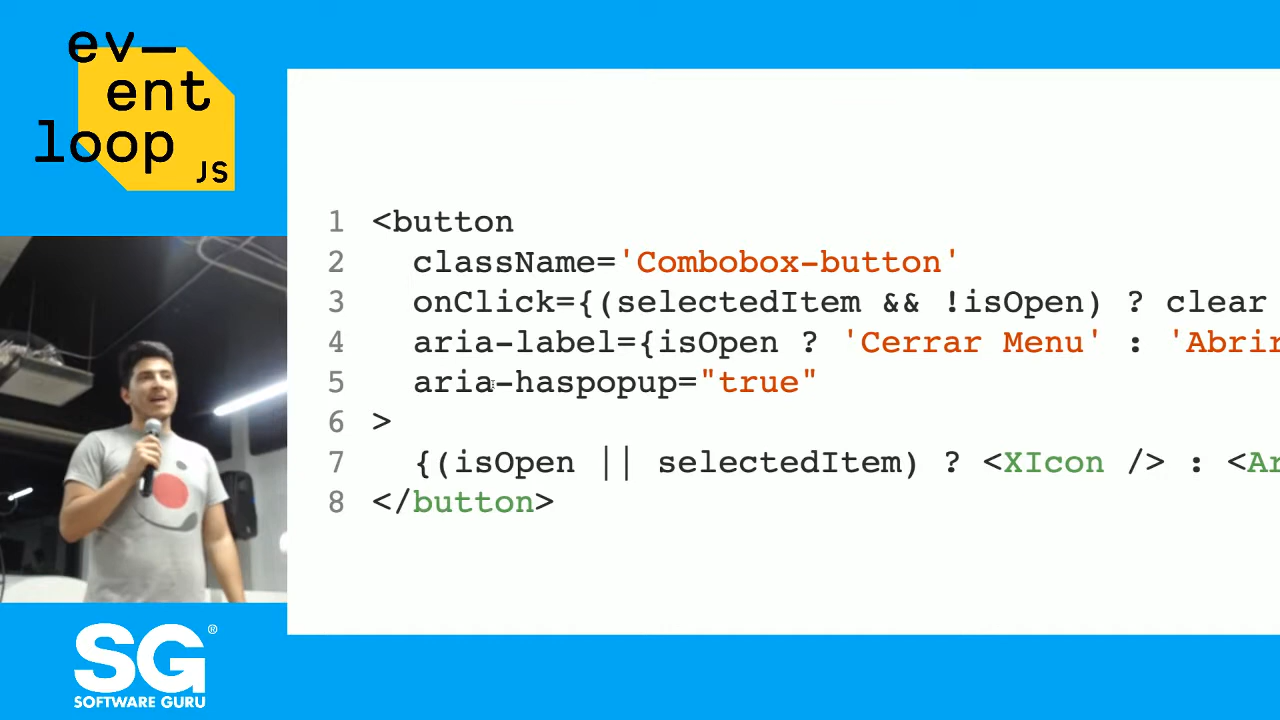 ev—
ent
loop
JS
1 <button
2 className='Combobox-button'
3 onClick={(selectedItem && !isOpen) ? clear
4 aria-label={isOpen ? 'Cerrar Menu' : 'Abrir
5 aria-haspopup="true"
6 >
7 {(isOpen || selectedItem) ? <XIcon /> : <Ar
8 </button>
SG®
SOFTWARE GURU